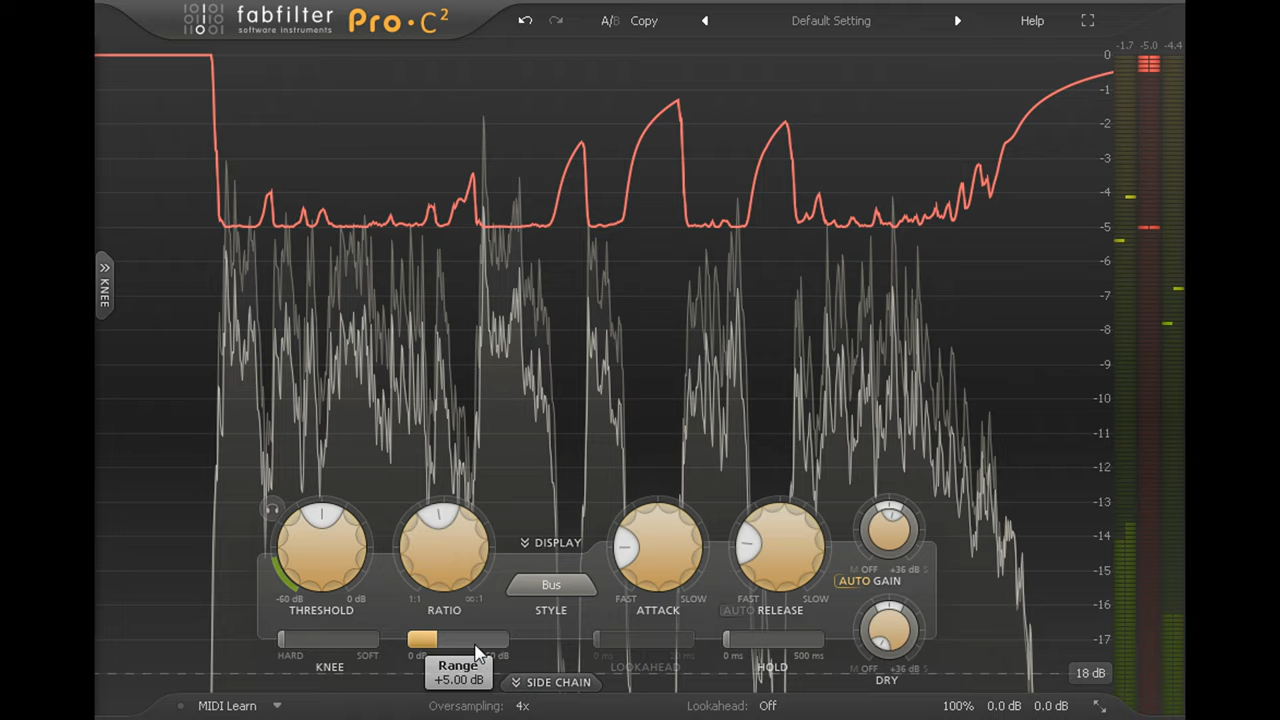 fabfilter
software instruments
Pro·C²
A/B Copy
Default Setting
Help
-1.7 -5.0 -4.4
0
-1
-2
-3
-4
-5
-6
-7
-8
-9
-10
-11
-12
-13
-14
-15
-16
-17
18 dB
KNEE
-60 dB 0 dB
THRESHOLD
1:1 ∞:1
RATIO
DISPLAY
Bus
STYLE
FAST SLOW
ATTACK
FAST SLOW
AUTO RELEASE
OFF +36 dB S
AUTO GAIN
HARD SOFT
KNEE
0 dB
Range
+5.00 dB
SIDE CHAIN
0 ms 20 ms
LOOKAHEAD
0 ms 500 ms
HOLD
M OFF +36 dB S
DRY
MIDI Learn
Oversampling: 4x
Lookahead: Off
100% 0.0 dB 0.0 dB